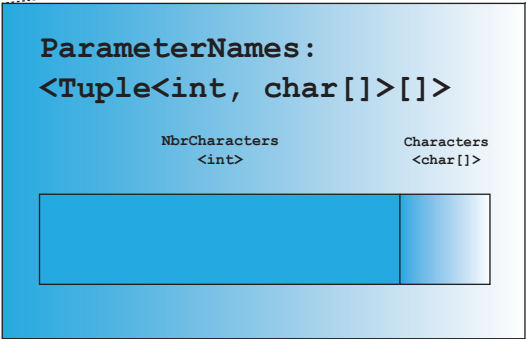 ParameterNames:
<Tuple<int, char[]>[]>
NbrCharacters
<int>
Characters
<char[]>